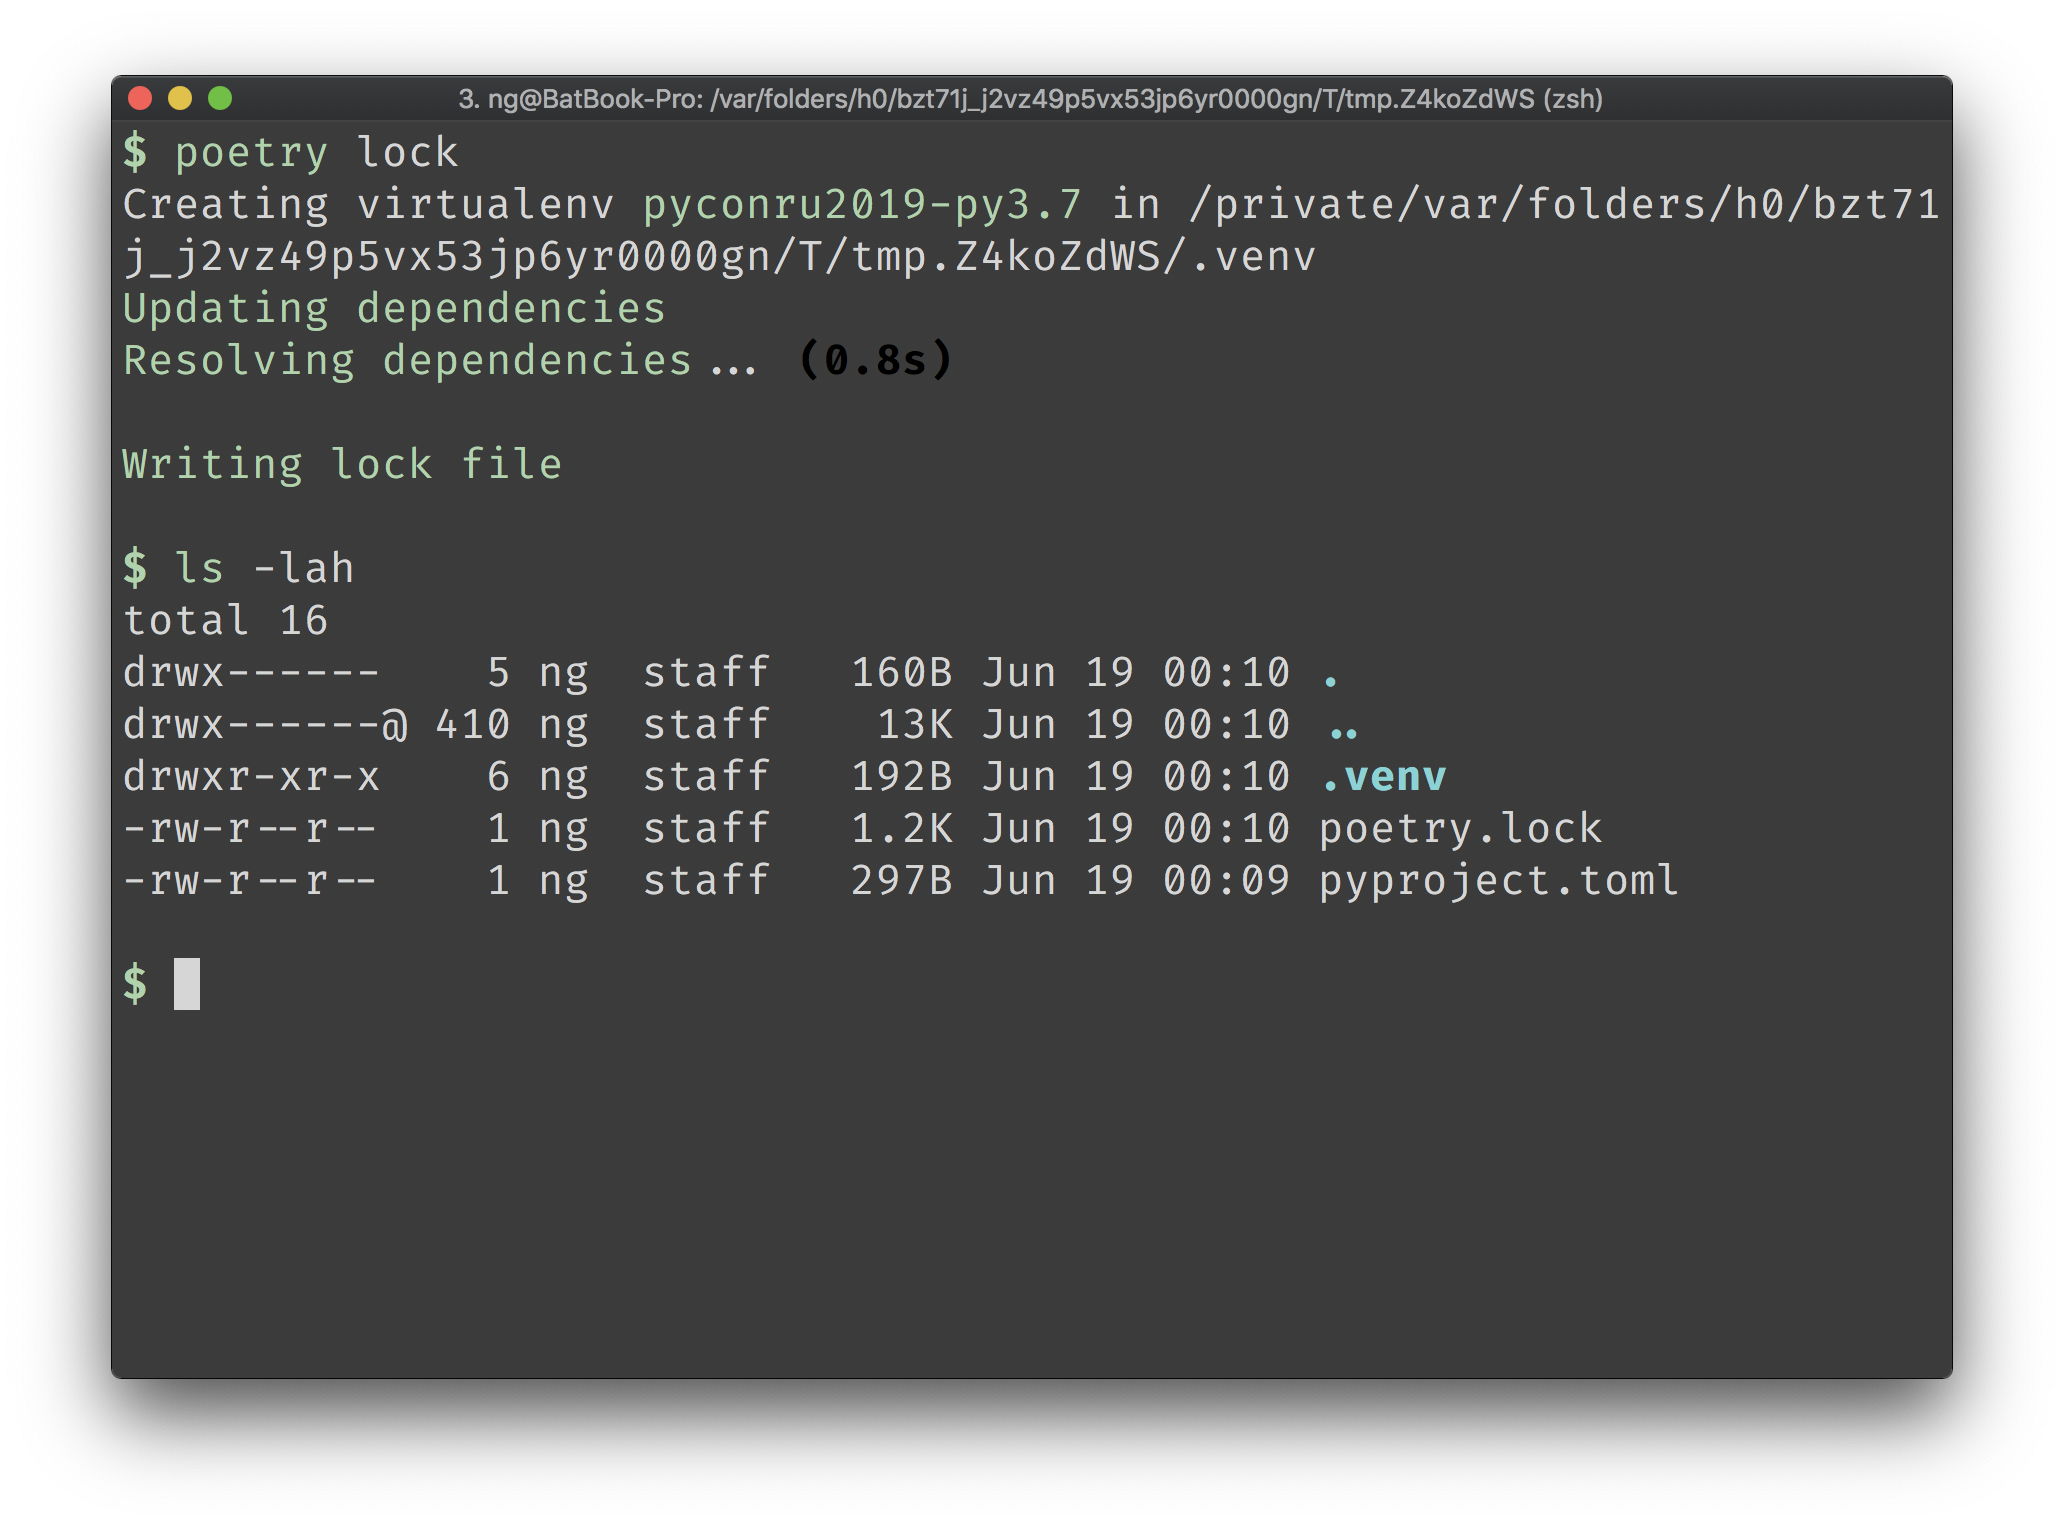 3. ng@BatBook-Pro: /var/folders/h0/bzt71j_j2vz49p5vx53jp6yr0000gn/T/tmp.Z4koZdWS (zsh)
$ poetry lock
Creating virtualenv pyconru2019-py3.7 in /private/var/folders/h0/bzt71
j_j2vz49p5vx53jp6yr0000gn/T/tmp.Z4koZdWS/.venv
Updating dependencies
Resolving dependencies... (0.8s)
Writing lock file
$ ls -lah
total 16
drwx------    5 ng  staff   160B Jun 19 00:10 .
drwx------@ 410 ng  staff    13K Jun 19 00:10 ..
drwxr-xr-x    6 ng  staff   192B Jun 19 00:10 .venv
-rw-r--r--    1 ng  staff   1.2K Jun 19 00:10 poetry.lock
-rw-r--r--    1 ng  staff   297B Jun 19 00:09 pyproject.toml
$